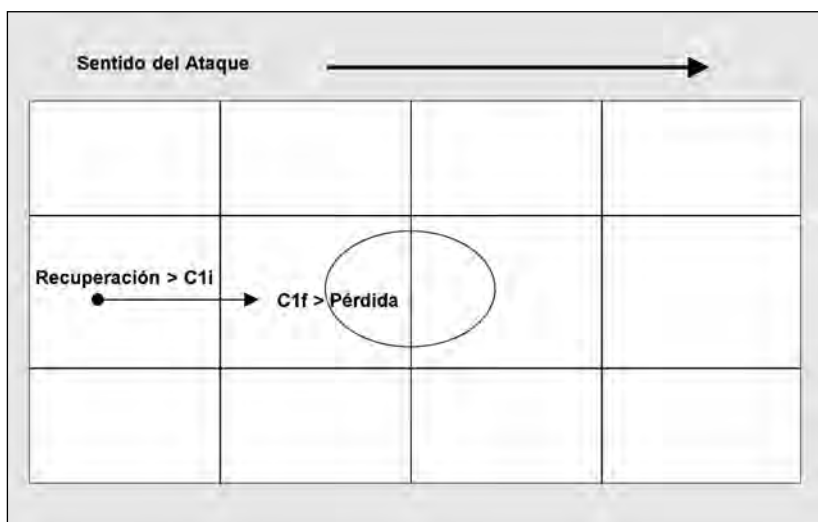 Sentido del Ataque
Recuperación > C1i
C1f > Pérdida